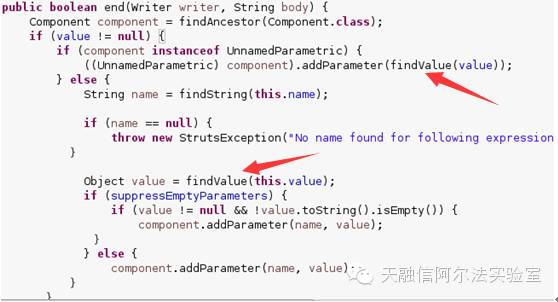 public boolean end(Writer writer, String body) {
    Component component = findAncestor(Component.class);
    if (value != null) {
        if (component instanceof UnnamedParametric) {
            ((UnnamedParametric) component).addParameter(findValue(value));
        } else {
            String name = findString(this.name);
            if (name == null) {
                throw new StrutsException("No name found for following expression
            }
            Object value = findValue(this.value);
            if (suppressEmptyParameters) {
                if (value != null && !value.toString().isEmpty()) {
                    component.addParameter(name, value);
                }
            } else {
                component.addParameter(name, value)
            }
        }
天融信阿尔法实验室